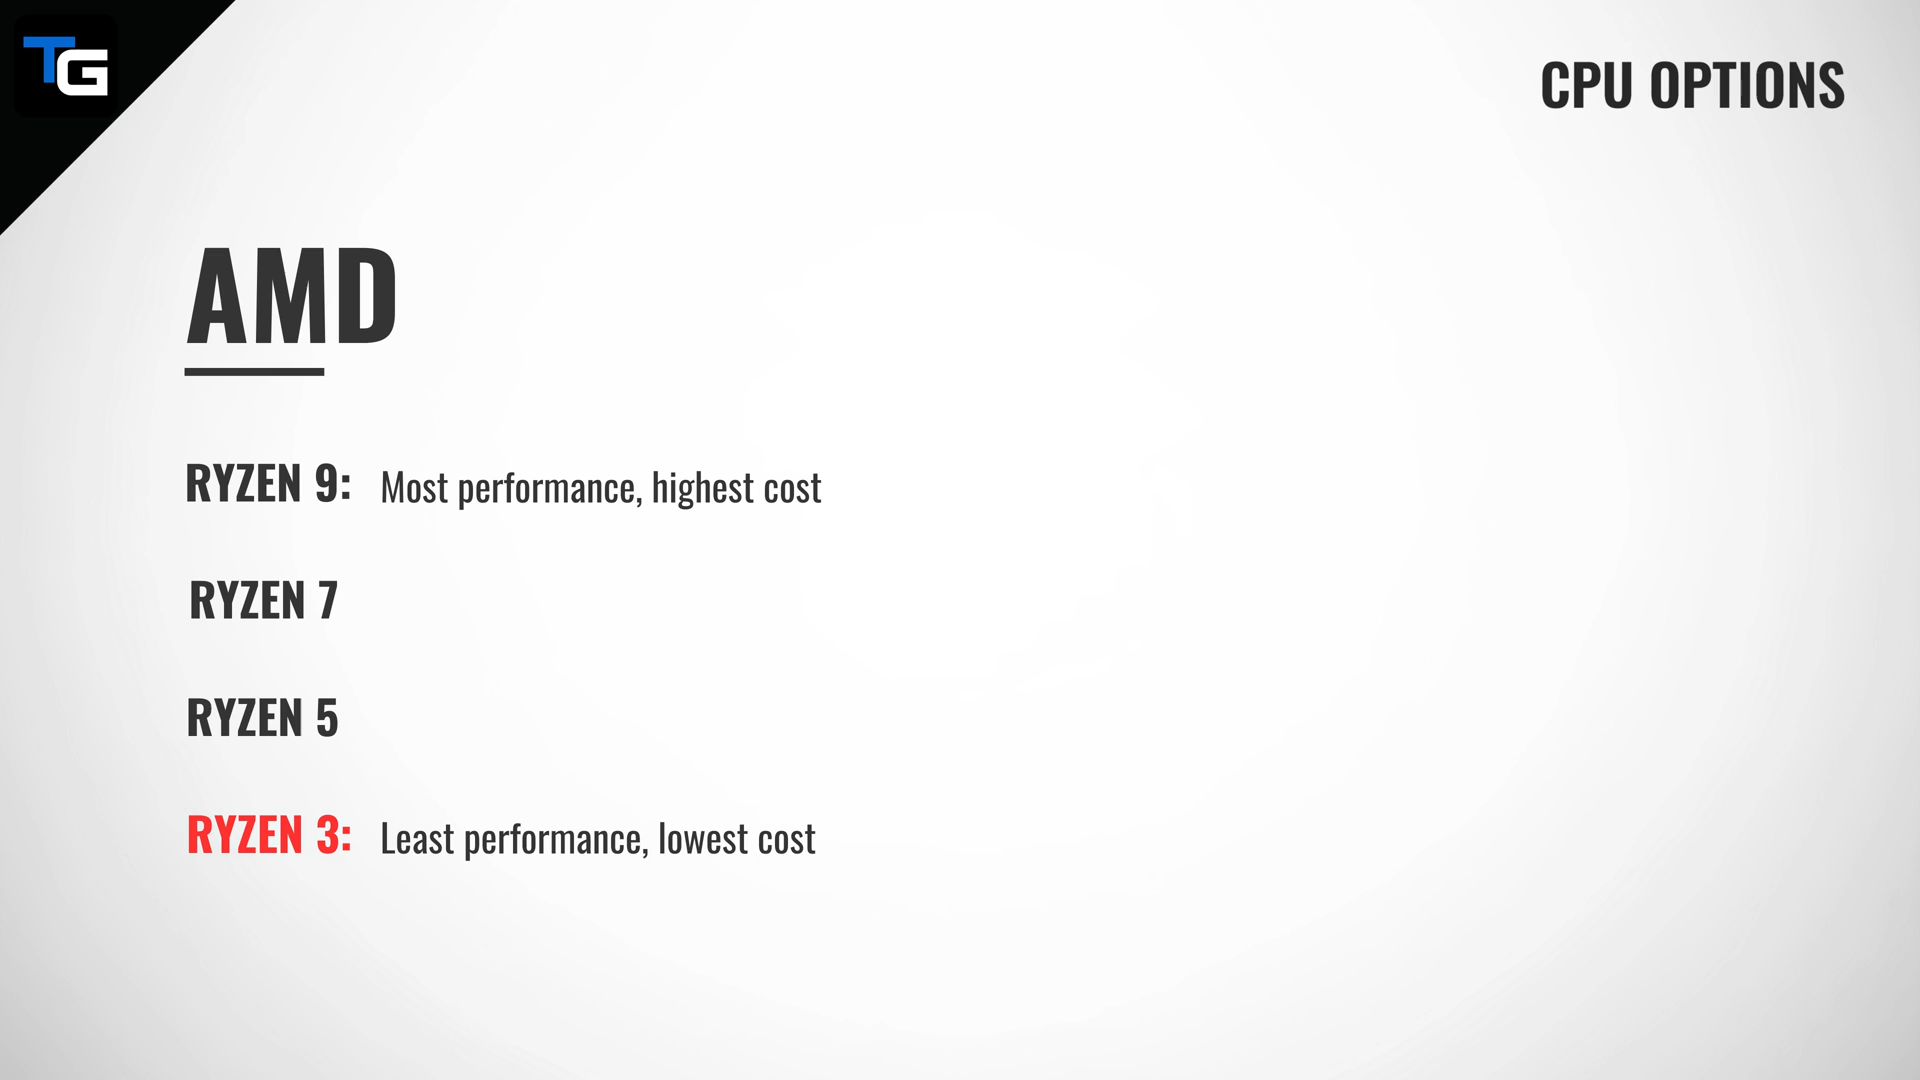 TG
CPU OPTIONS
AMD
RYZEN 9: Most performance, highest cost
RYZEN 7
RYZEN 5
RYZEN 3: Least performance, lowest cost